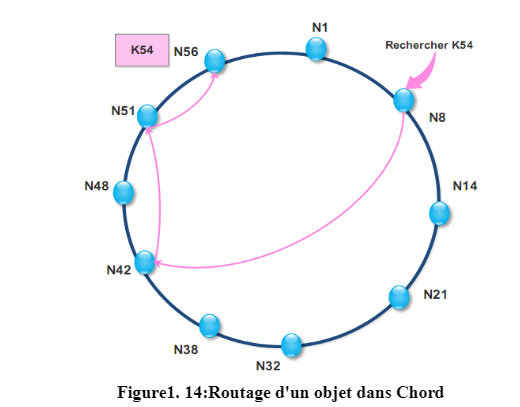 N1
K54
N56
Rechercher K54
N51
N8
N48
N14
N42
N21
N38
N32
Figure1. 14:Routage d'un objet dans Chord